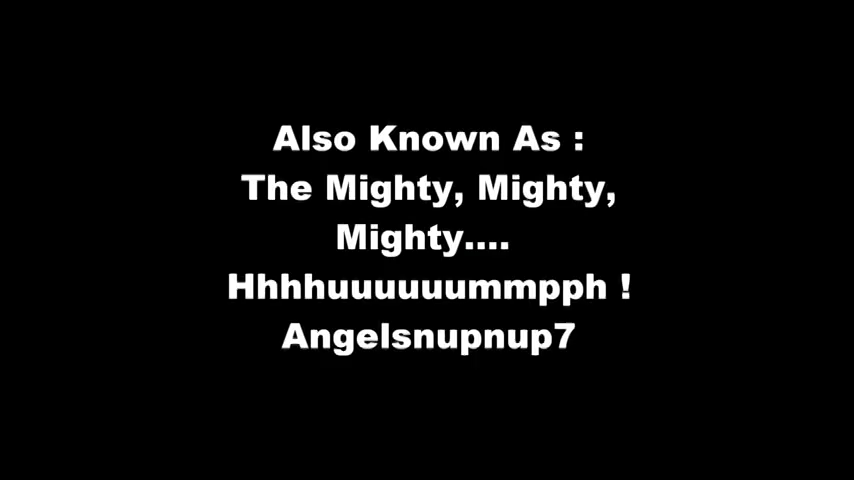 Also Known As :
The Mighty, Mighty,
Mighty....
Hhhhuuuuuummpph !
Angelsnupnup7